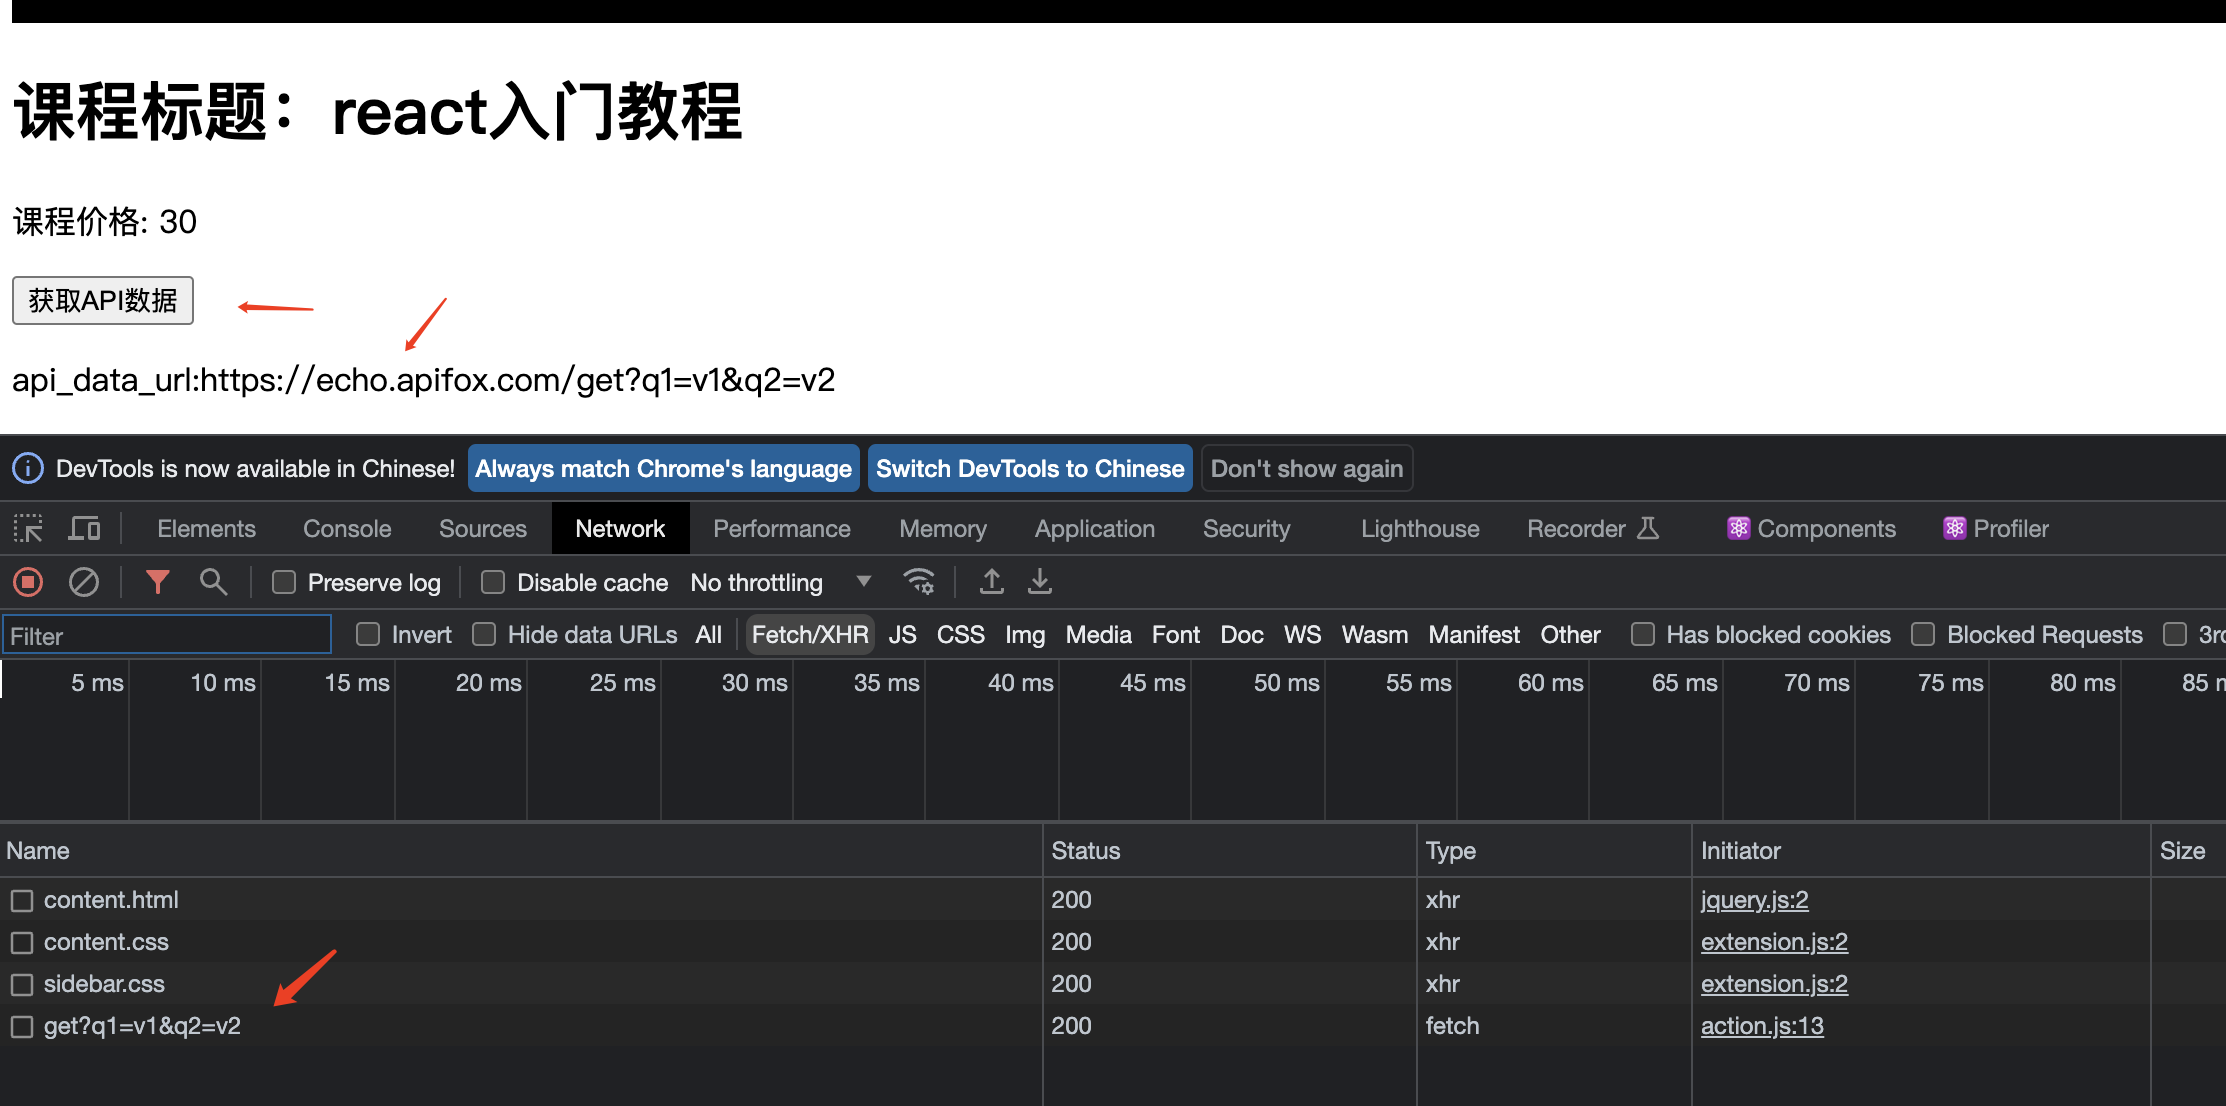 课程标题：react入门教程
课程价格: 30
获取API数据
api_data_url:https://echo.apifox.com/get?q1=v1&q2=v2
DevTools is now available in Chinese! Always match Chrome's language Switch DevTools to Chinese Don't show again
Elements Console Sources Network Performance Memory Application Security Lighthouse Recorder Components Profiler
Preserve log Disable cache No throttling
Filter Invert Hide data URLs All Fetch/XHR JS CSS Img Media Font Doc WS Wasm Manifest Other Has blocked cookies Blocked Requests 3r
5 ms 10 ms 15 ms 20 ms 25 ms 30 ms 35 ms 40 ms 45 ms 50 ms 55 ms 60 ms 65 ms 70 ms 75 ms 80 ms 85
Name Status Type Initiator Size
content.html 200 xhr jquery.js:2
content.css 200 xhr extension.js:2
sidebar.css 200 xhr extension.js:2
get?q1=v1&q2=v2 200 fetch action.js:13